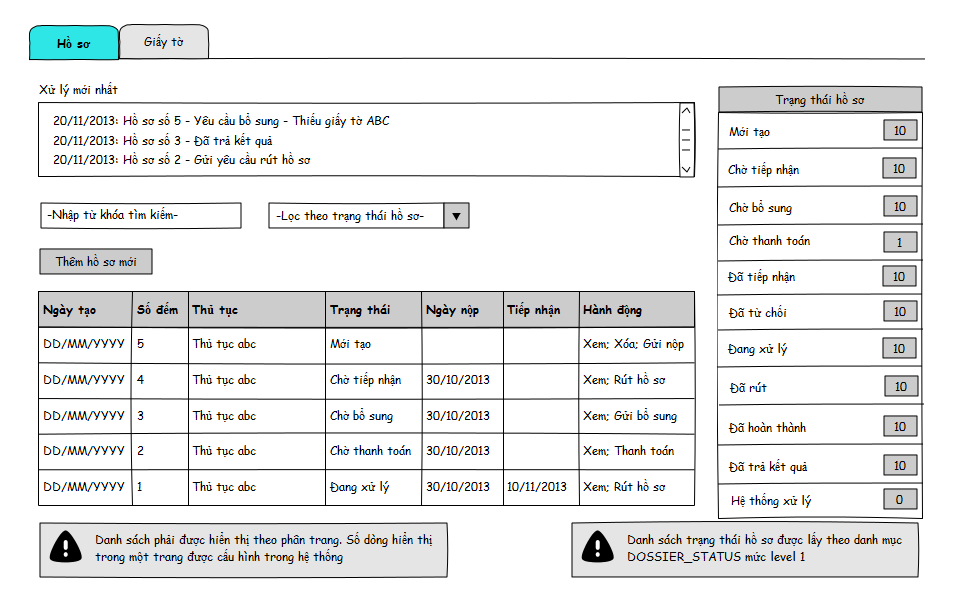 Hồ sơ
Giấy tờ
Xử lý mới nhất
20/11/2013: Hồ sơ số 5 - Yêu cầu bổ sung - Thiếu giấy tờ ABC
20/11/2013: Hồ sơ số 3 - Đã trả kết quả
20/11/2013: Hồ sơ số 2 - Gửi yêu cầu rút hồ sơ
-Nhập từ khóa tìm kiếm-
-Lọc theo trạng thái hồ sơ-
Thêm hồ sơ mới
Ngày tạo Số đếm Thủ tục Trạng thái Ngày nộp Tiếp nhận Hành động
DD/MM/YYYY 5 Thủ tục abc Mới tạo Xem; Xóa; Gửi nộp
DD/MM/YYYY 4 Thủ tục abc Chờ tiếp nhận 30/10/2013 Xem; Rút hồ sơ
DD/MM/YYYY 3 Thủ tục abc Chờ bổ sung 30/10/2013 Xem; Gửi bổ sung
DD/MM/YYYY 2 Thủ tục abc Chờ thanh toán 30/10/2013 Xem; Thanh toán
DD/MM/YYYY 1 Thủ tục abc Đang xử lý 30/10/2013 10/11/2013 Xem; Rút hồ sơ
Trạng thái hồ sơ
Mới tạo 10
Chờ tiếp nhận 10
Chờ bổ sung 10
Chờ thanh toán 1
Đã tiếp nhận 10
Đã từ chối 10
Đang xử lý 10
Đã rút 10
Đã hoàn thành 10
Đã trả kết quả 10
Hệ thống xử lý 0
Danh sách phải được hiển thị theo phân trang. Số dòng hiển thị
trong một trang được cấu hình trong hệ thống
Danh sách trạng thái hồ sơ được lấy theo danh mục
DOSSIER_STATUS mức level 1